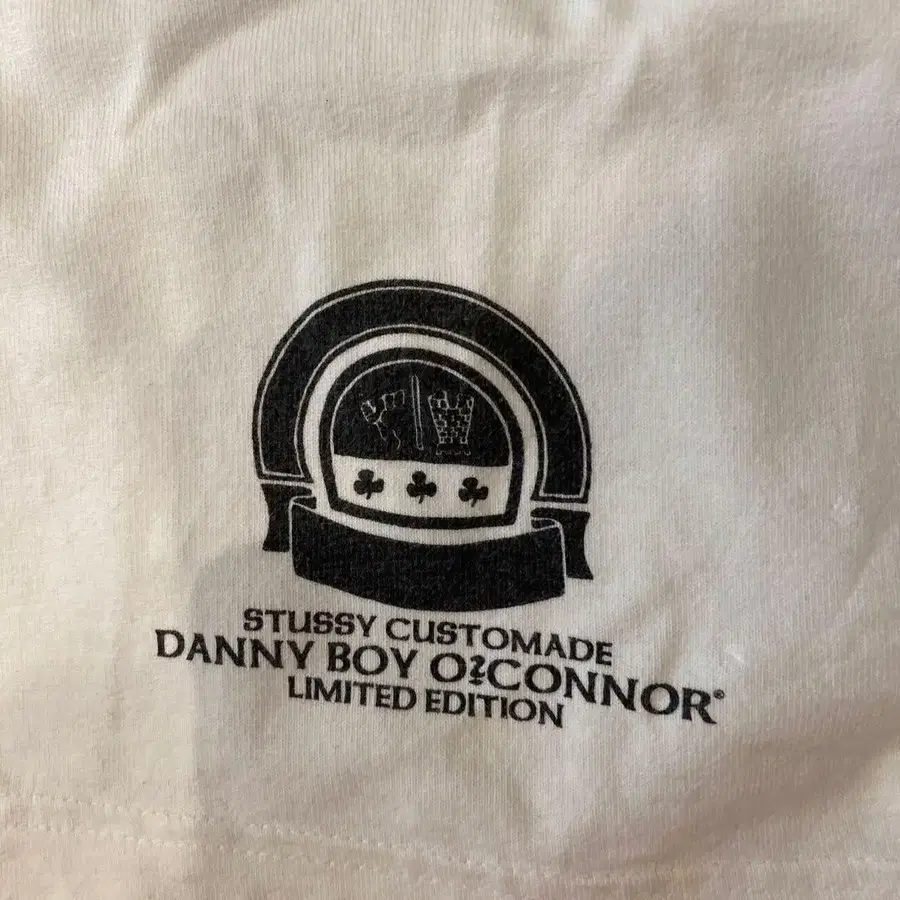 STUSSY CUSTOMADE
DANNY BOY O?CONNOR®
LIMITED EDITION